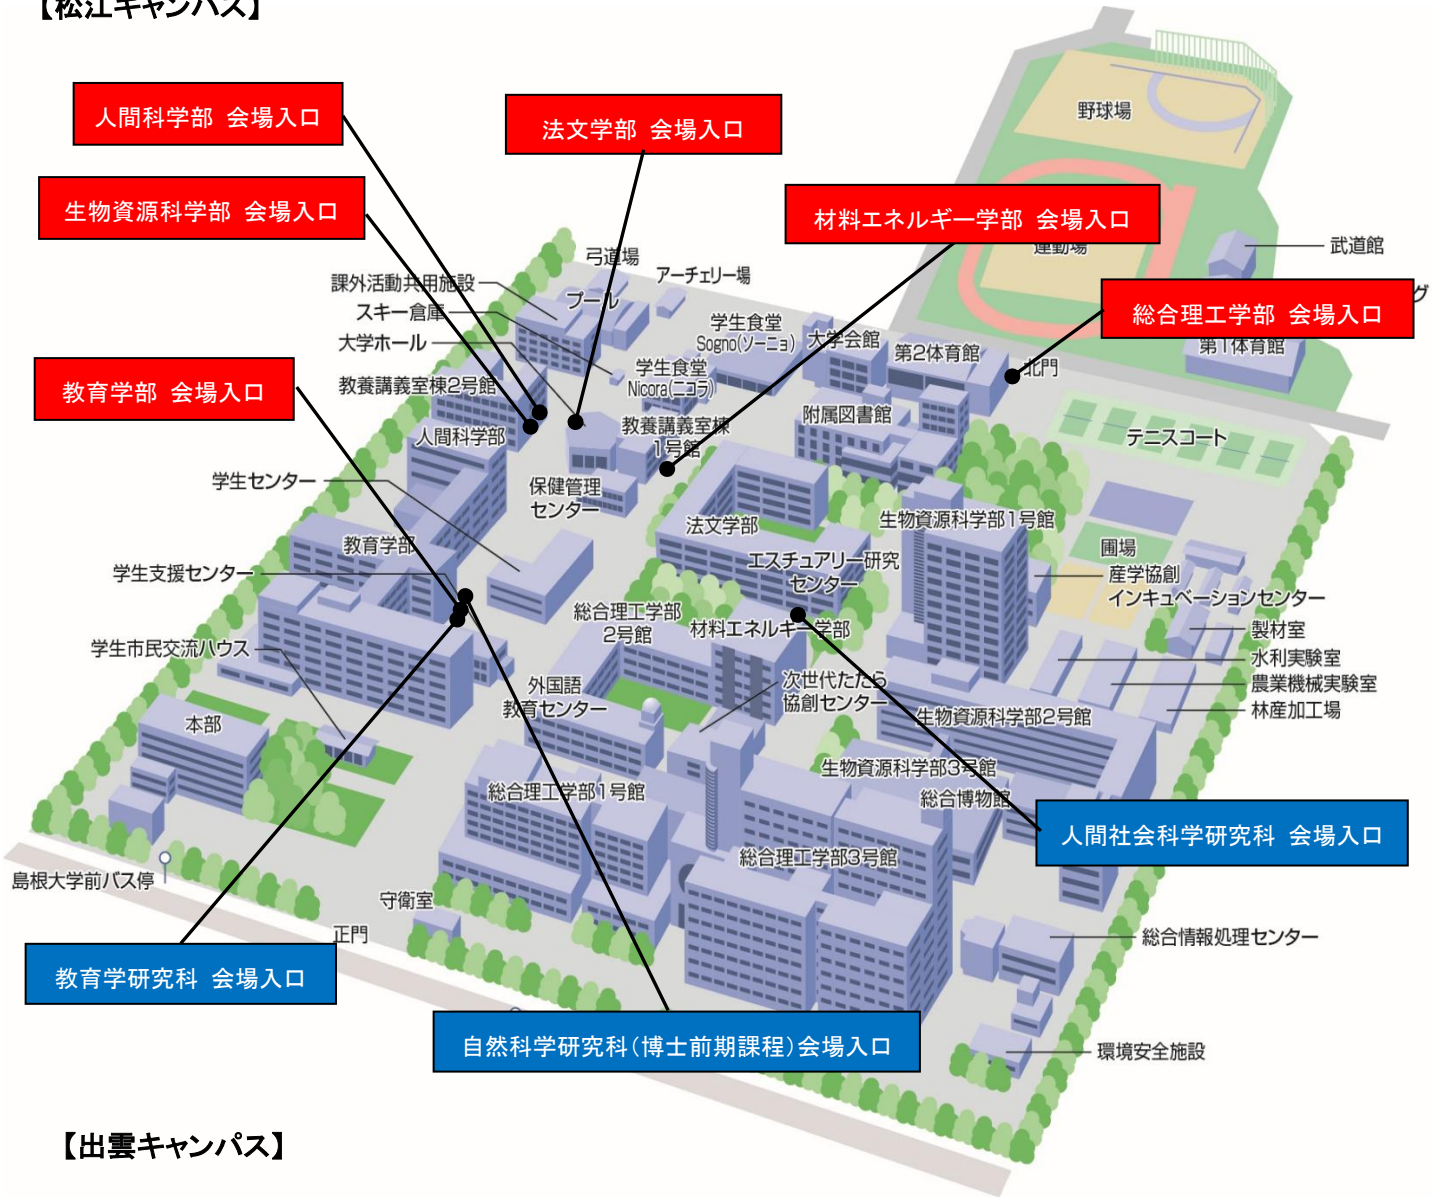 【松江キャンパス】
人間科学部 会場入口
法文学部 会場入口
生物資源科学部 会場入口
材料エネルギー学部 会場入口
総合理工学部 会場入口
教育学部 会場入口
野球場
運動場
武道館
グ
第1体育館
北門
テニスコート
弓道場
アーチェリー場
課外活動共用施設
プール
スキー倉庫
大学ホール
学生食堂
Sogno(ソーニョ)
大学会館
第2体育館
学生食堂
Nicora(ニコラ)
教養講義室棟2号館
附属図書館
教養講義室棟
1号館
人間科学部
学生センター
保健管理
センター
法文学部
生物資源科学部1号館
教育学部
エスチュアリー研究
センター
圃場
産学協創
インキュベーションセンター
学生支援センター
総合理工学部
2号館
材料エネルギー学部
製材室
水利実験室
農業機械実験室
林産加工場
学生市民交流ハウス
外国語
教育センター
次世代たたら
協創センター
本部
生物資源科学部2号館
生物資源科学部3号館
総合理工学部1号館
総合博物館
人間社会科学研究科 会場入口
総合理工学部3号館
島根大学前バス停
守衛室
正門
総合情報処理センター
教育学研究科 会場入口
自然科学研究科(博士前期課程)会場入口
環境安全施設
【出雲キャンパス】